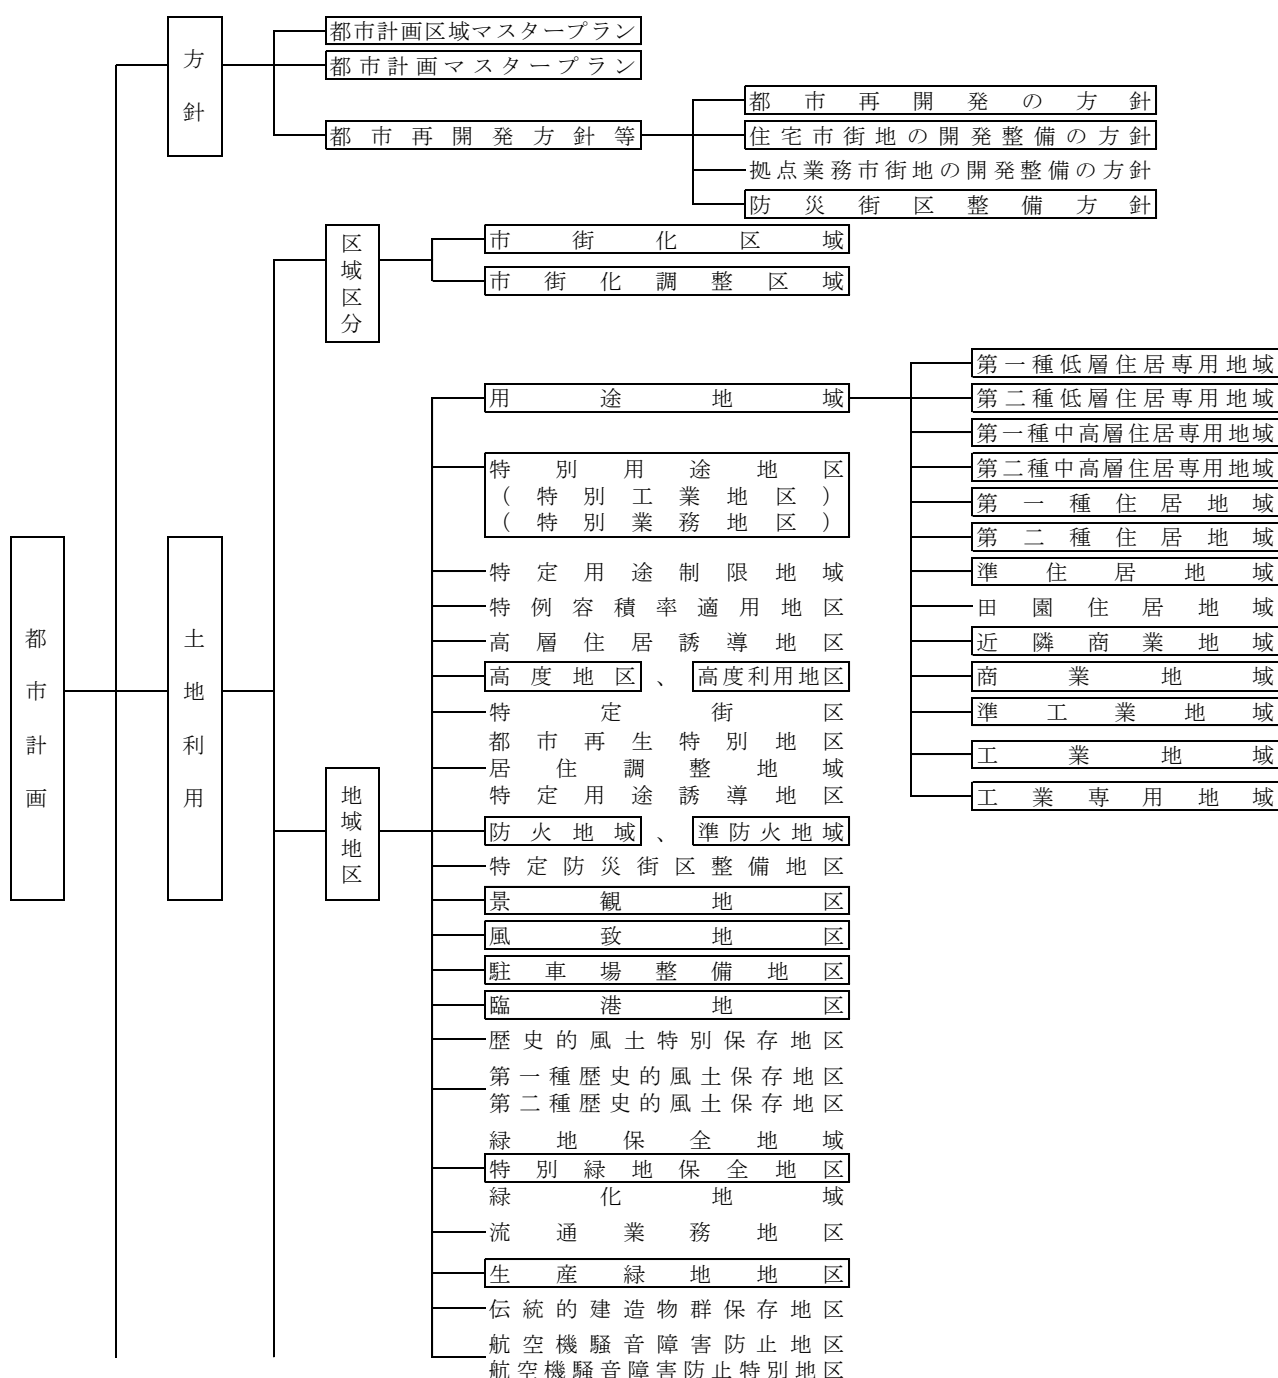 都市計画
方針
都市計画区域マスタープラン
都市計画マスタープラン
都市再開発方針等
都市再開発の方針
住宅市街地の開発整備の方針
拠点業務市街地の開発整備の方針
防災街区整備方針
土地利用
区域区分
市街化区域
市街化調整区域
地域地区
用途地域
第一種低層住居専用地域
第二種低層住居専用地域
第一種中高層住居専用地域
第二種中高層住居専用地域
第一種住居地域
第二種住居地域
準住居地域
田園住居地域
近隣商業地域
商業地域
準工業地域
工業地域
工業専用地域
特別用途地区
(特別工業地区)
(特別業務地区)
特定用途制限地域
特例容積率適用地区
高層住居誘導地区
高度地区、高度利用地区
特定街区
都市再生特別地区
居住調整地域
特定用途誘導地区
防火地域、準防火地域
特定防災街区整備地区
景観地区
風致地区
駐車場整備地区
臨港地区
歴史的風土特別保存地区
第一種歴史的風土保存地区
第二種歴史的風土保存地区
緑地保全地域
特別緑地保全地区
緑化地域
流通業務地区
生産緑地地区
伝統的建造物群保存地区
航空機騒音障害防止地区
航空機騒音障害防止特別地区